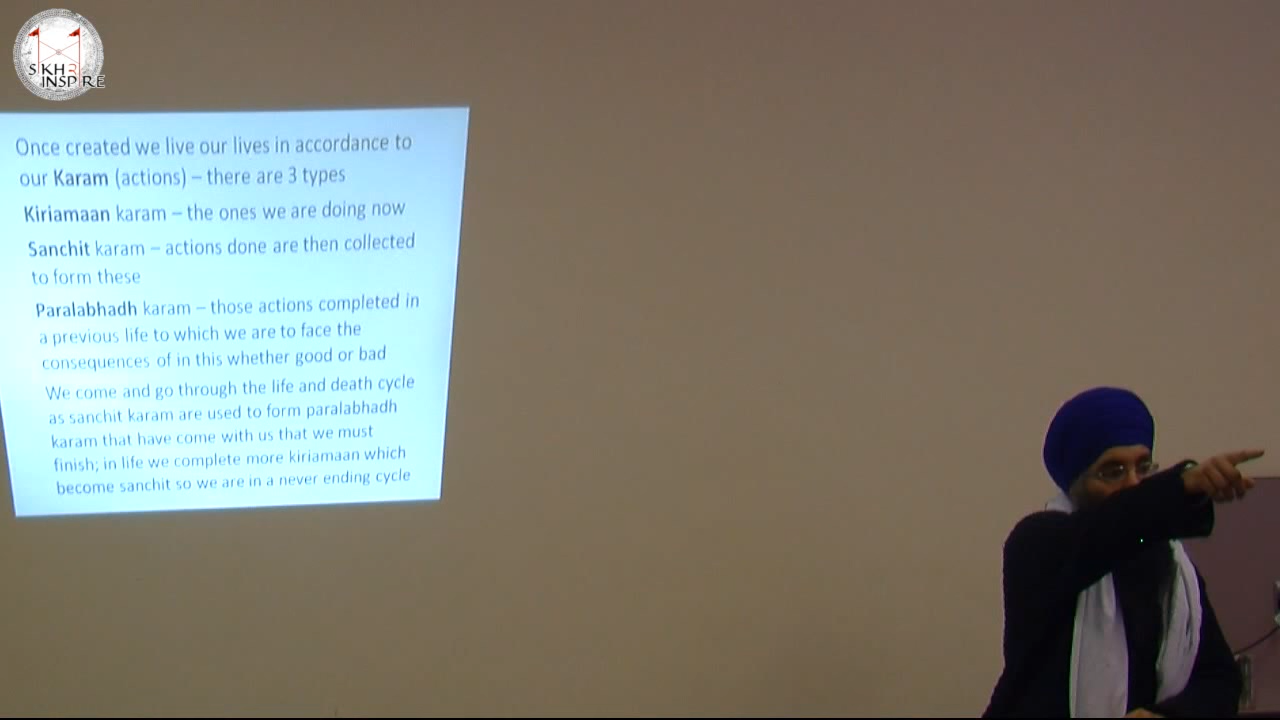 SIKH2
INSPIRE
Once created we live our lives in accordance to
our Karam (actions) – there are 3 types
Kiriamaan karam – the ones we are doing now
Sanchit karam – actions done are then collected
to form these
Paralabhadh karam – those actions completed in
a previous life to which we are to face the
consequences of in this whether good or bad
We come and go through the life and death cycle
as sanchit karam are used to form paralabhadh
karam that have come with us that we must
finish; in life we complete more kiriamaan which
become sanchit so we are in a never ending cycle